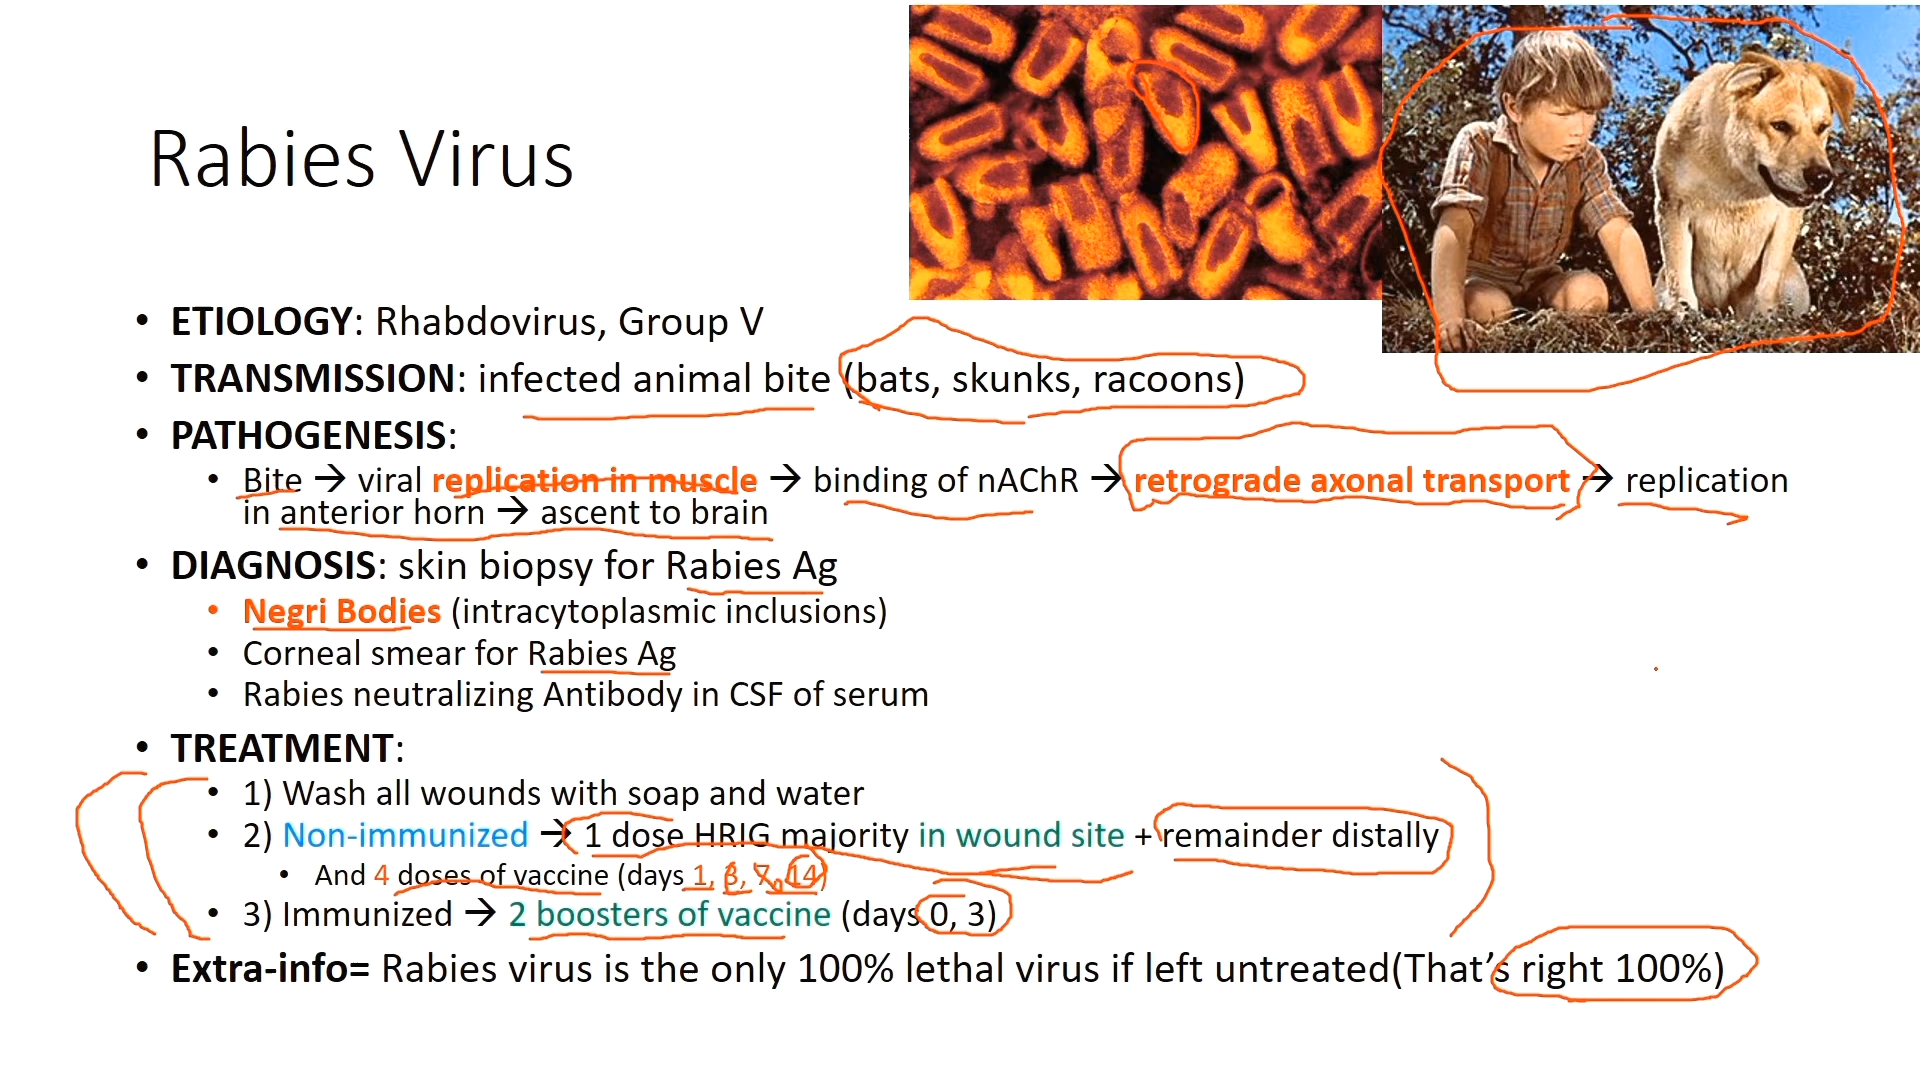 Rabies Virus
• ETIOLOGY: Rhabdovirus, Group V
• TRANSMISSION: infected animal bite (bats, skunks, racoons)
• PATHOGENESIS:
• Bite → viral replication in muscle → binding of nAChR → retrograde axonal transport → replication
in anterior horn → ascent to brain
• DIAGNOSIS: skin biopsy for Rabies Ag
• Negri Bodies (intracytoplasmic inclusions)
• Corneal smear for Rabies Ag
• Rabies neutralizing Antibody in CSF of serum
• TREATMENT:
• 1) Wash all wounds with soap and water
• 2) Non-immunized → 1 dose HRIG majority in wound site + remainder distally
• And 4 doses of vaccine (days 1, 3, 7, 14)
• 3) Immunized → 2 boosters of vaccine (days 0, 3)
• Extra-info= Rabies virus is the only 100% lethal virus if left untreated(That’s right 100%)